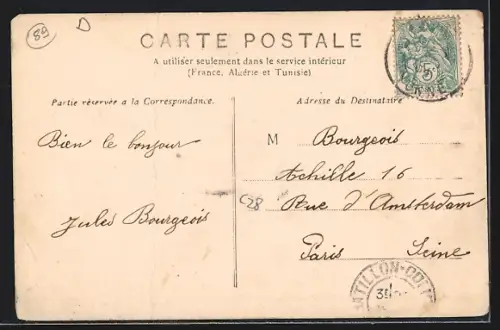 89
D
CARTE POSTALE
A utiliser seulement dans le service intérieur
(France, Algérie et Tunisie)
5
Partie réservée à la Correspondance.
Adresse du Destinataire
Bien le bonjour
Jules Bourgeois
M Bourgeois
Achille 16
Rue d'Amsterdam
Paris Seine
C28